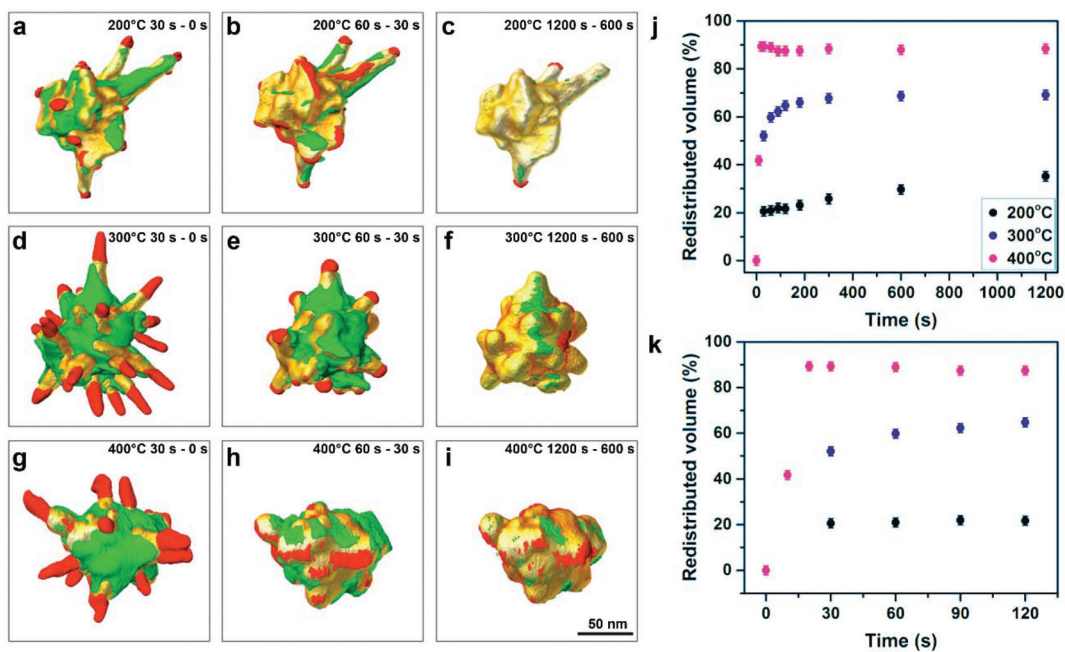 a 200°C 30 s - 0 s
b 200°C 60 s - 30 s
c 200°C 1200 s - 600 s
d 300°C 30 s - 0 s
e 300°C 60 s - 30 s
f 300°C 1200 s - 600 s
g 400°C 30 s - 0 s
h 400°C 60 s - 30 s
i 400°C 1200 s - 600 s
50 nm
j
Redistributed volume (%)
100
80
60
40
20
0
200°C
300°C
400°C
0 200 400 600 800 1000 1200
Time (s)
k
Redistributed volume (%)
100
80
60
40
20
0
0 30 60 90 120
Time (s)